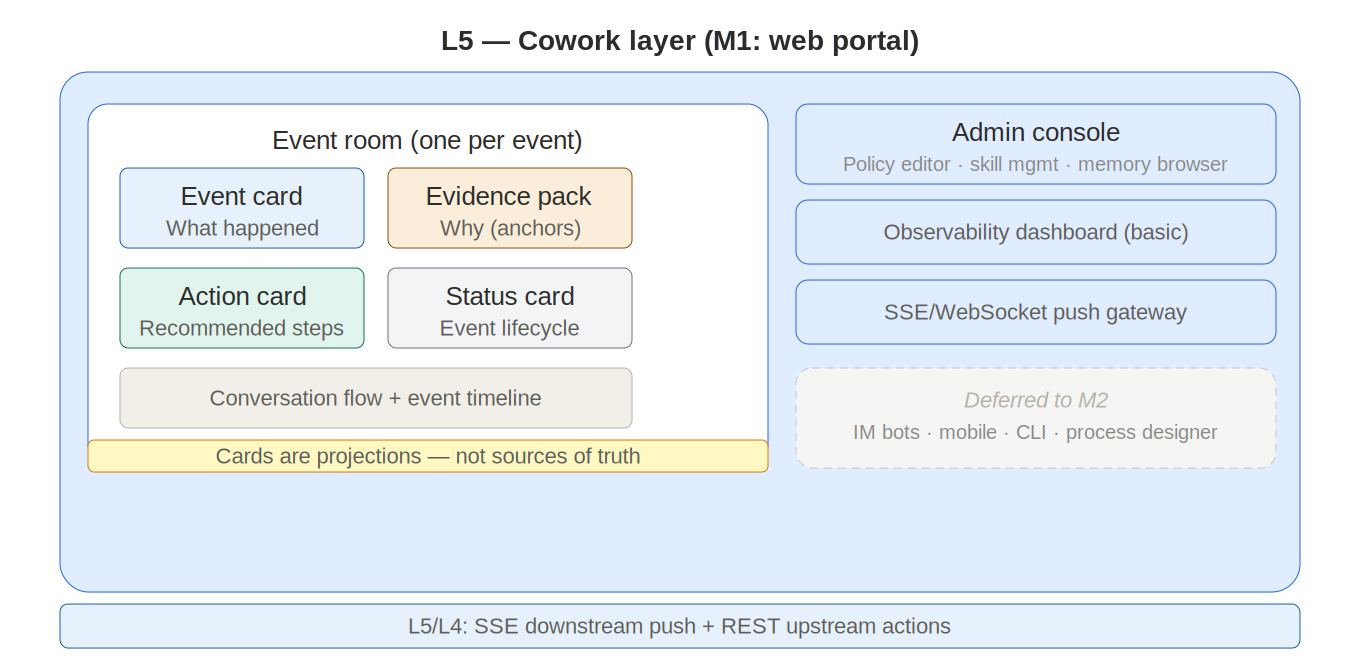 L5 — Cowork layer (M1: web portal)
Event room (one per event)
Event card
What happened
Evidence pack
Why (anchors)
Action card
Recommended steps
Status card
Event lifecycle
Conversation flow + event timeline
Cards are projections — not sources of truth
Admin console
Policy editor · skill mgmt · memory browser
Observability dashboard (basic)
SSE/WebSocket push gateway
Deferred to M2
IM bots · mobile · CLI · process designer
L5/L4: SSE downstream push + REST upstream actions